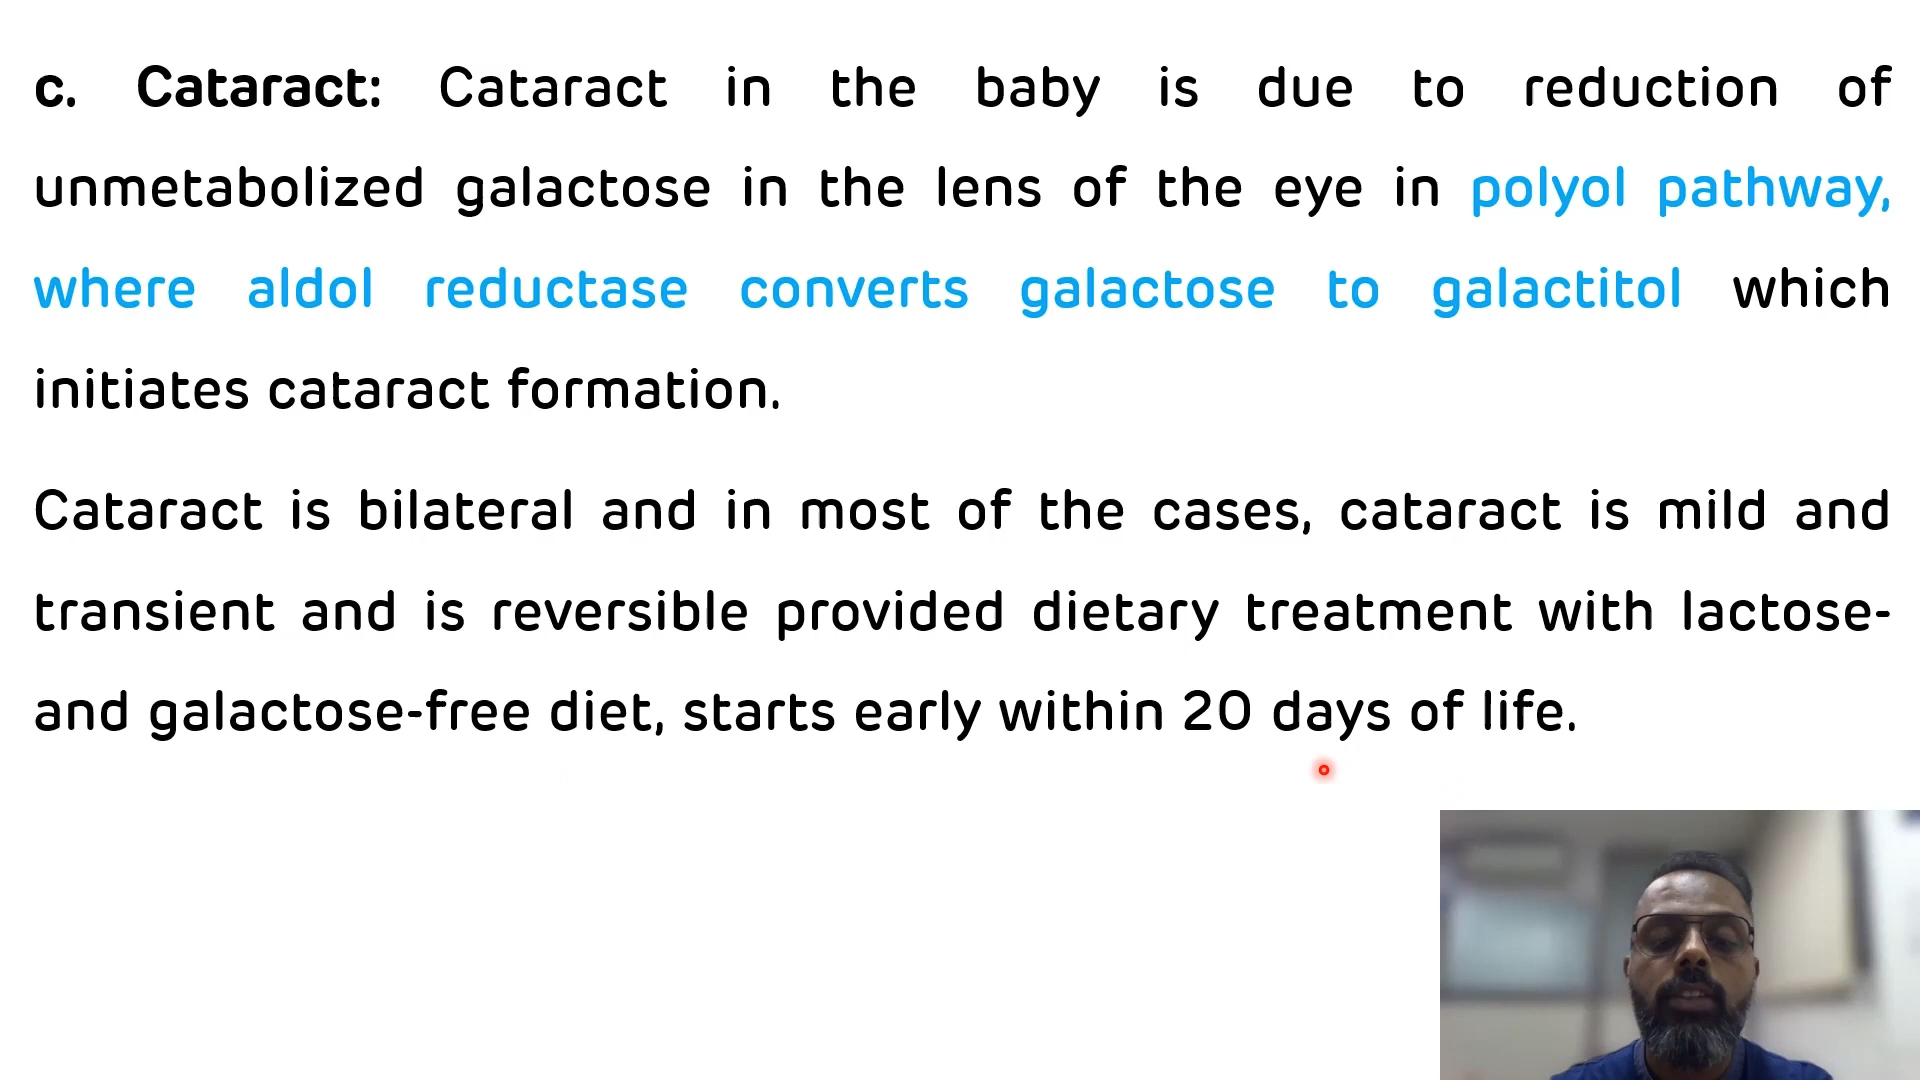 c. Cataract: Cataract in the baby is due to reduction of
unmetabolized galactose in the lens of the eye in polyol pathway,
where aldol reductase converts galactose to galactitol which
initiates cataract formation.
Cataract is bilateral and in most of the cases, cataract is mild and
transient and is reversible provided dietary treatment with lactose-
and galactose-free diet, starts early within 20 days of life.